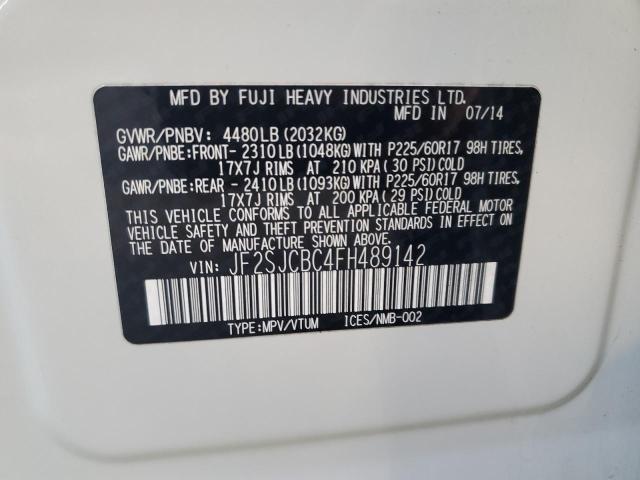 MFD BY FUJI HEAVY INDUSTRIES LTD.
MFD IN 07/14
GVWR/PNBV: 4480LB (2032KG)
GAWR/PNBE:FRONT- 2310LB (1048KG)WITH P225/60R17 98H TIRES,
17X7J RIMS AT 210 KPA (30 PSI) COLD
GAWR/PNBE:REAR - 2410LB (1093KG)WITH P225/60R17 98H TIRES,
17X7J RIMS AT 200 KPA (29 PSI) COLD
THIS VEHICLE CONFORMS TO ALL APPLICABLE FEDERAL MOTOR
VEHICLE SAFETY AND THEFT PREVENTION STANDARDS IN EFFECT ON
THE DATE OF MANUFACTURE SHOWN ABOVE.
VIN: JF2SJCBC4FH489142
TYPE:MPV/VTUM ICES/NMB-002